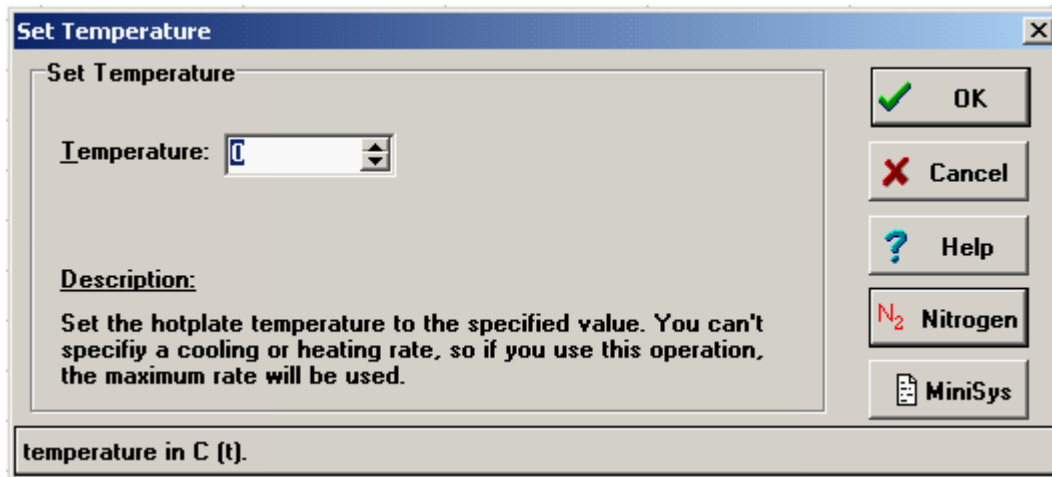 Set Temperature
Set Temperature
Temperature: 0
Description:
Set the hotplate temperature to the specified value. You can't
specifiy a cooling or heating rate, so if you use this operation,
the maximum rate will be used.
OK
Cancel
Help
N2 Nitrogen
MiniSys
temperature in C (t).